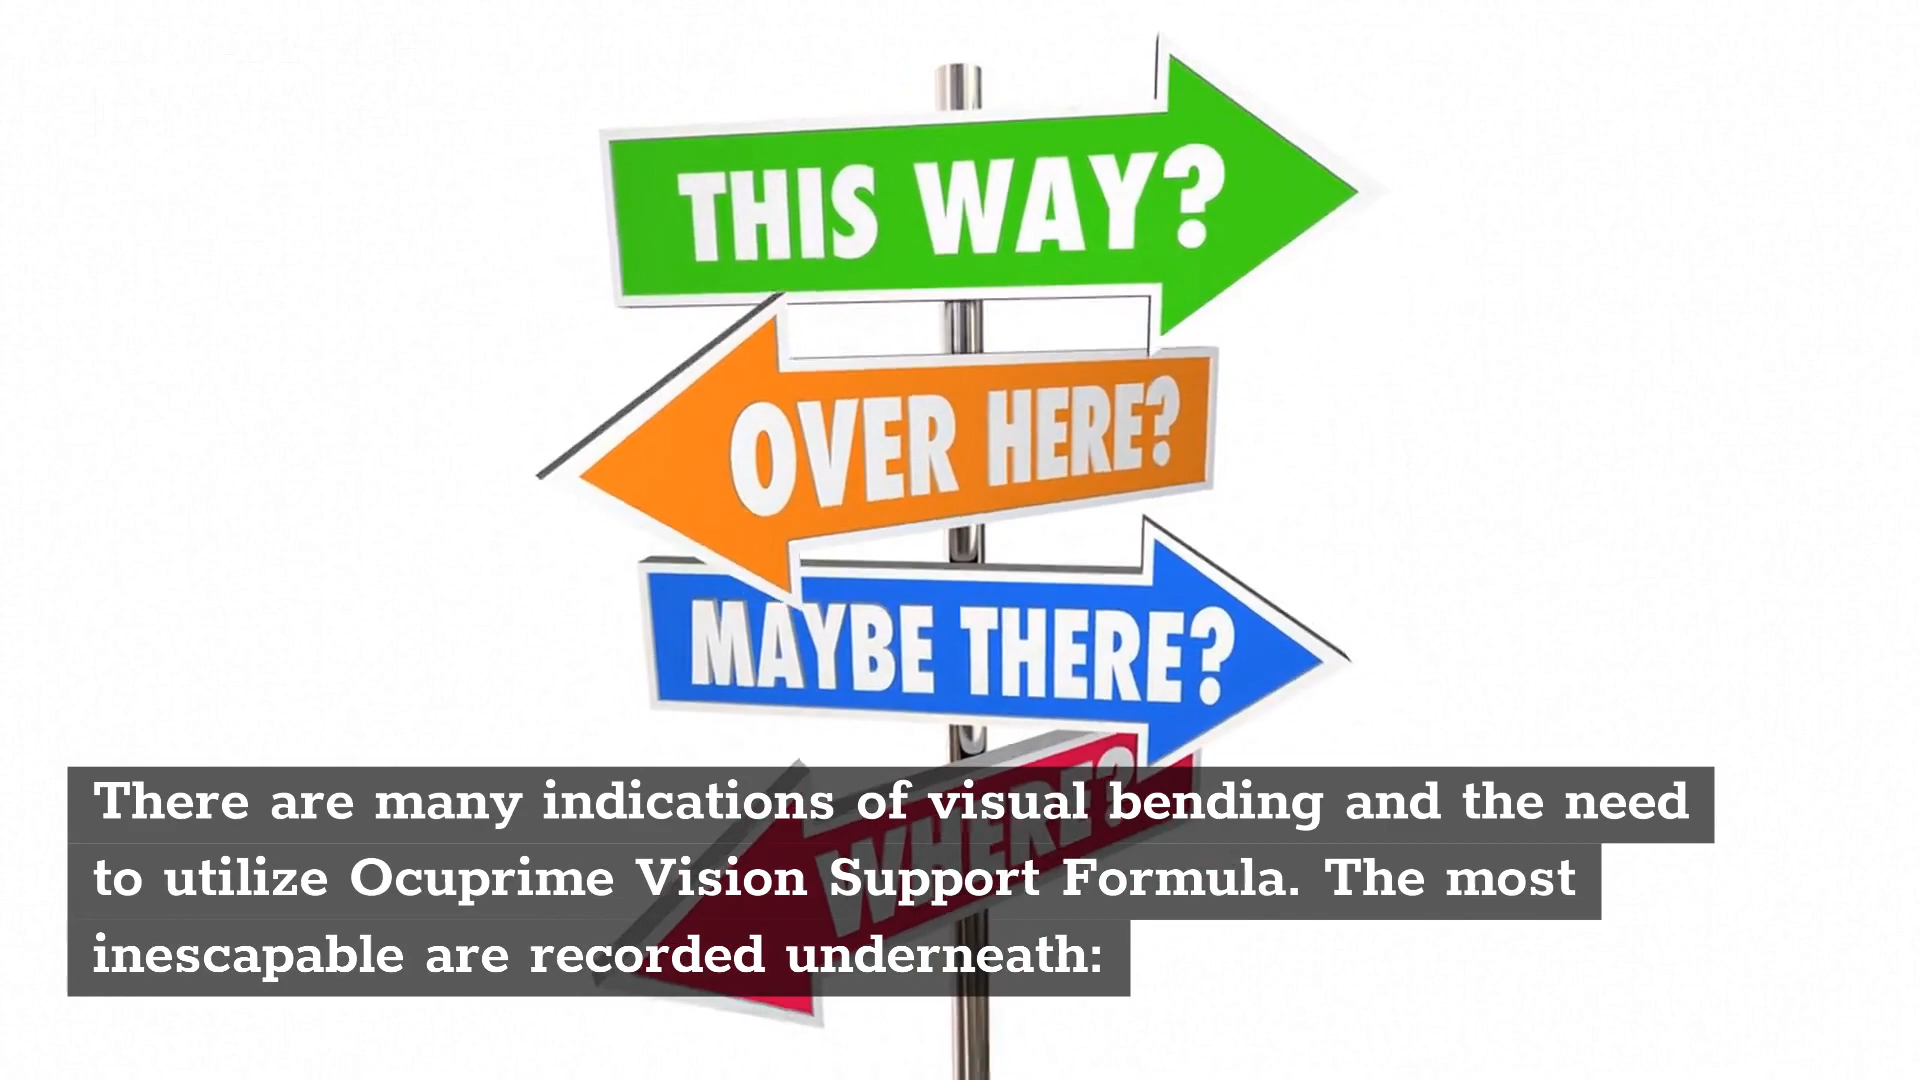 THIS WAY?
OVER HERE?
MAYBE THERE?
WHERE?
There are many indications of visual bending and the need
to utilize Ocuprime Vision Support Formula. The most
inescapable are recorded underneath: